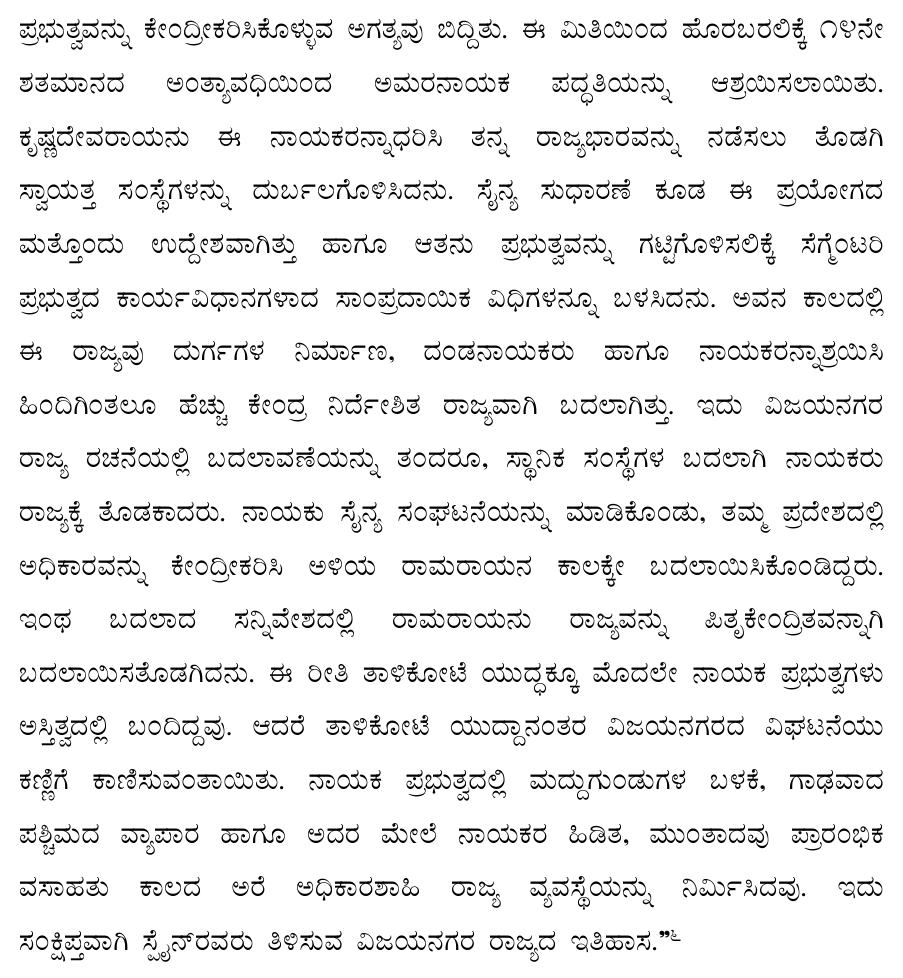 ಪ್ರಭುತ್ವವನ್ನು ಕೇಂದ್ರೀಕರಿಸಿಕೊಳ್ಳುವ ಅಗತ್ಯವು ಬಿದ್ದಿತು. ಈ ಮಿತಿಯಿಂದ ಹೊರಬರಲಿಕ್ಕೆ ೧೪ನೇ
ಶತಮಾನದ ಅಂತ್ಯಾವಧಿಯಿಂದ ಅಮರನಾಯಕ ಪದ್ಧತಿಯನ್ನು ಆಶ್ರಯಿಸಲಾಯಿತು.
ಕೃಷ್ಣದೇವರಾಯನು ಈ ನಾಯಕರನ್ನಾಧರಿಸಿ ತನ್ನ ರಾಜ್ಯಭಾರವನ್ನು ನಡೆಸಲು ತೊಡಗಿ
ಸ್ವಾಯತ್ತ ಸಂಸ್ಥೆಗಳನ್ನು ದುರ್ಬಲಗೊಳಿಸಿದನು. ಸೈನ್ಯ ಸುಧಾರಣೆ ಕೂಡ ಈ ಪ್ರಯೋಗದ
ಮತ್ತೊಂದು ಉದ್ದೇಶವಾಗಿತ್ತು ಹಾಗೂ ಆತನು ಪ್ರಭುತ್ವವನ್ನು ಗಟ್ಟಿಗೊಳಿಸಲಿಕ್ಕೆ ಸೆಗ್ಮೆಂಟರಿ
ಪ್ರಭುತ್ವದ ಕಾರ್ಯವಿಧಾನಗಳಾದ ಸಾಂಪ್ರದಾಯಿಕ ವಿಧಿಗಳನ್ನೂ ಬಳಸಿದನು. ಅವನ ಕಾಲದಲ್ಲಿ
ಈ ರಾಜ್ಯವು ದುರ್ಗಗಳ ನಿರ್ಮಾಣ, ದಂಡನಾಯಕರು ಹಾಗೂ ನಾಯಕರನ್ನಾಶ್ರಯಿಸಿ
ಹಿಂದಿಗಿಂತಲೂ ಹೆಚ್ಚು ಕೇಂದ್ರ ನಿರ್ದೇಶಿತ ರಾಜ್ಯವಾಗಿ ಬದಲಾಗಿತ್ತು. ಇದು ವಿಜಯನಗರ
ರಾಜ್ಯ ರಚನೆಯಲ್ಲಿ ಬದಲಾವಣೆಯನ್ನು ತಂದರೂ, ಸ್ಥಾನಿಕ ಸಂಸ್ಥೆಗಳ ಬದಲಾಗಿ ನಾಯಕರು
ರಾಜ್ಯಕ್ಕೆ ತೊಡಕಾದರು. ನಾಯಕು ಸೈನ್ಯ ಸಂಘಟನೆಯನ್ನು ಮಾಡಿಕೊಂಡು, ತಮ್ಮ ಪ್ರದೇಶದಲ್ಲಿ
ಅಧಿಕಾರವನ್ನು ಕೇಂದ್ರೀಕರಿಸಿ ಅಳಿಯ ರಾಮರಾಯನ ಕಾಲಕ್ಕೇ ಬದಲಾಯಿಸಿಕೊಂಡಿದ್ದರು.
ಇಂಥ ಬದಲಾದ ಸನ್ನಿವೇಶದಲ್ಲಿ ರಾಮರಾಯನು ರಾಜ್ಯವನ್ನು ಪಿತೃಕೇಂದ್ರಿತವನ್ನಾಗಿ
ಬದಲಾಯಿಸತೊಡಗಿದನು. ಈ ರೀತಿ ತಾಳಿಕೋಟೆ ಯುದ್ಧಕ್ಕೂ ಮೊದಲೇ ನಾಯಕ ಪ್ರಭುತ್ವಗಳು
ಅಸ್ತಿತ್ವದಲ್ಲಿ ಬಂದಿದ್ದವು. ಆದರೆ ತಾಳಿಕೋಟೆ ಯುದ್ದಾನಂತರ ವಿಜಯನಗರದ ವಿಘಟನೆಯು
ಕಣ್ಣಿಗೆ ಕಾಣಿಸುವಂತಾಯಿತು. ನಾಯಕ ಪ್ರಭುತ್ವದಲ್ಲಿ ಮದ್ದುಗುಂಡುಗಳ ಬಳಕೆ, ಗಾಢವಾದ
ಪಶ್ಚಿಮದ ವ್ಯಾಪಾರ ಹಾಗೂ ಅದರ ಮೇಲೆ ನಾಯಕರ ಹಿಡಿತ, ಮುಂತಾದವು ಪ್ರಾರಂಭಿಕ
ವಸಾಹತು ಕಾಲದ ಅರೆ ಅಧಿಕಾರಶಾಹಿ ರಾಜ್ಯ ವ್ಯವಸ್ಥೆಯನ್ನು ನಿರ್ಮಿಸಿದವು. ಇದು
ಸಂಕ್ಷಿಪ್ತವಾಗಿ ಸ್ಪೈನ್‌ರವರು ತಿಳಿಸುವ ವಿಜಯನಗರ ರಾಜ್ಯದ ಇತಿಹಾಸ.”೬